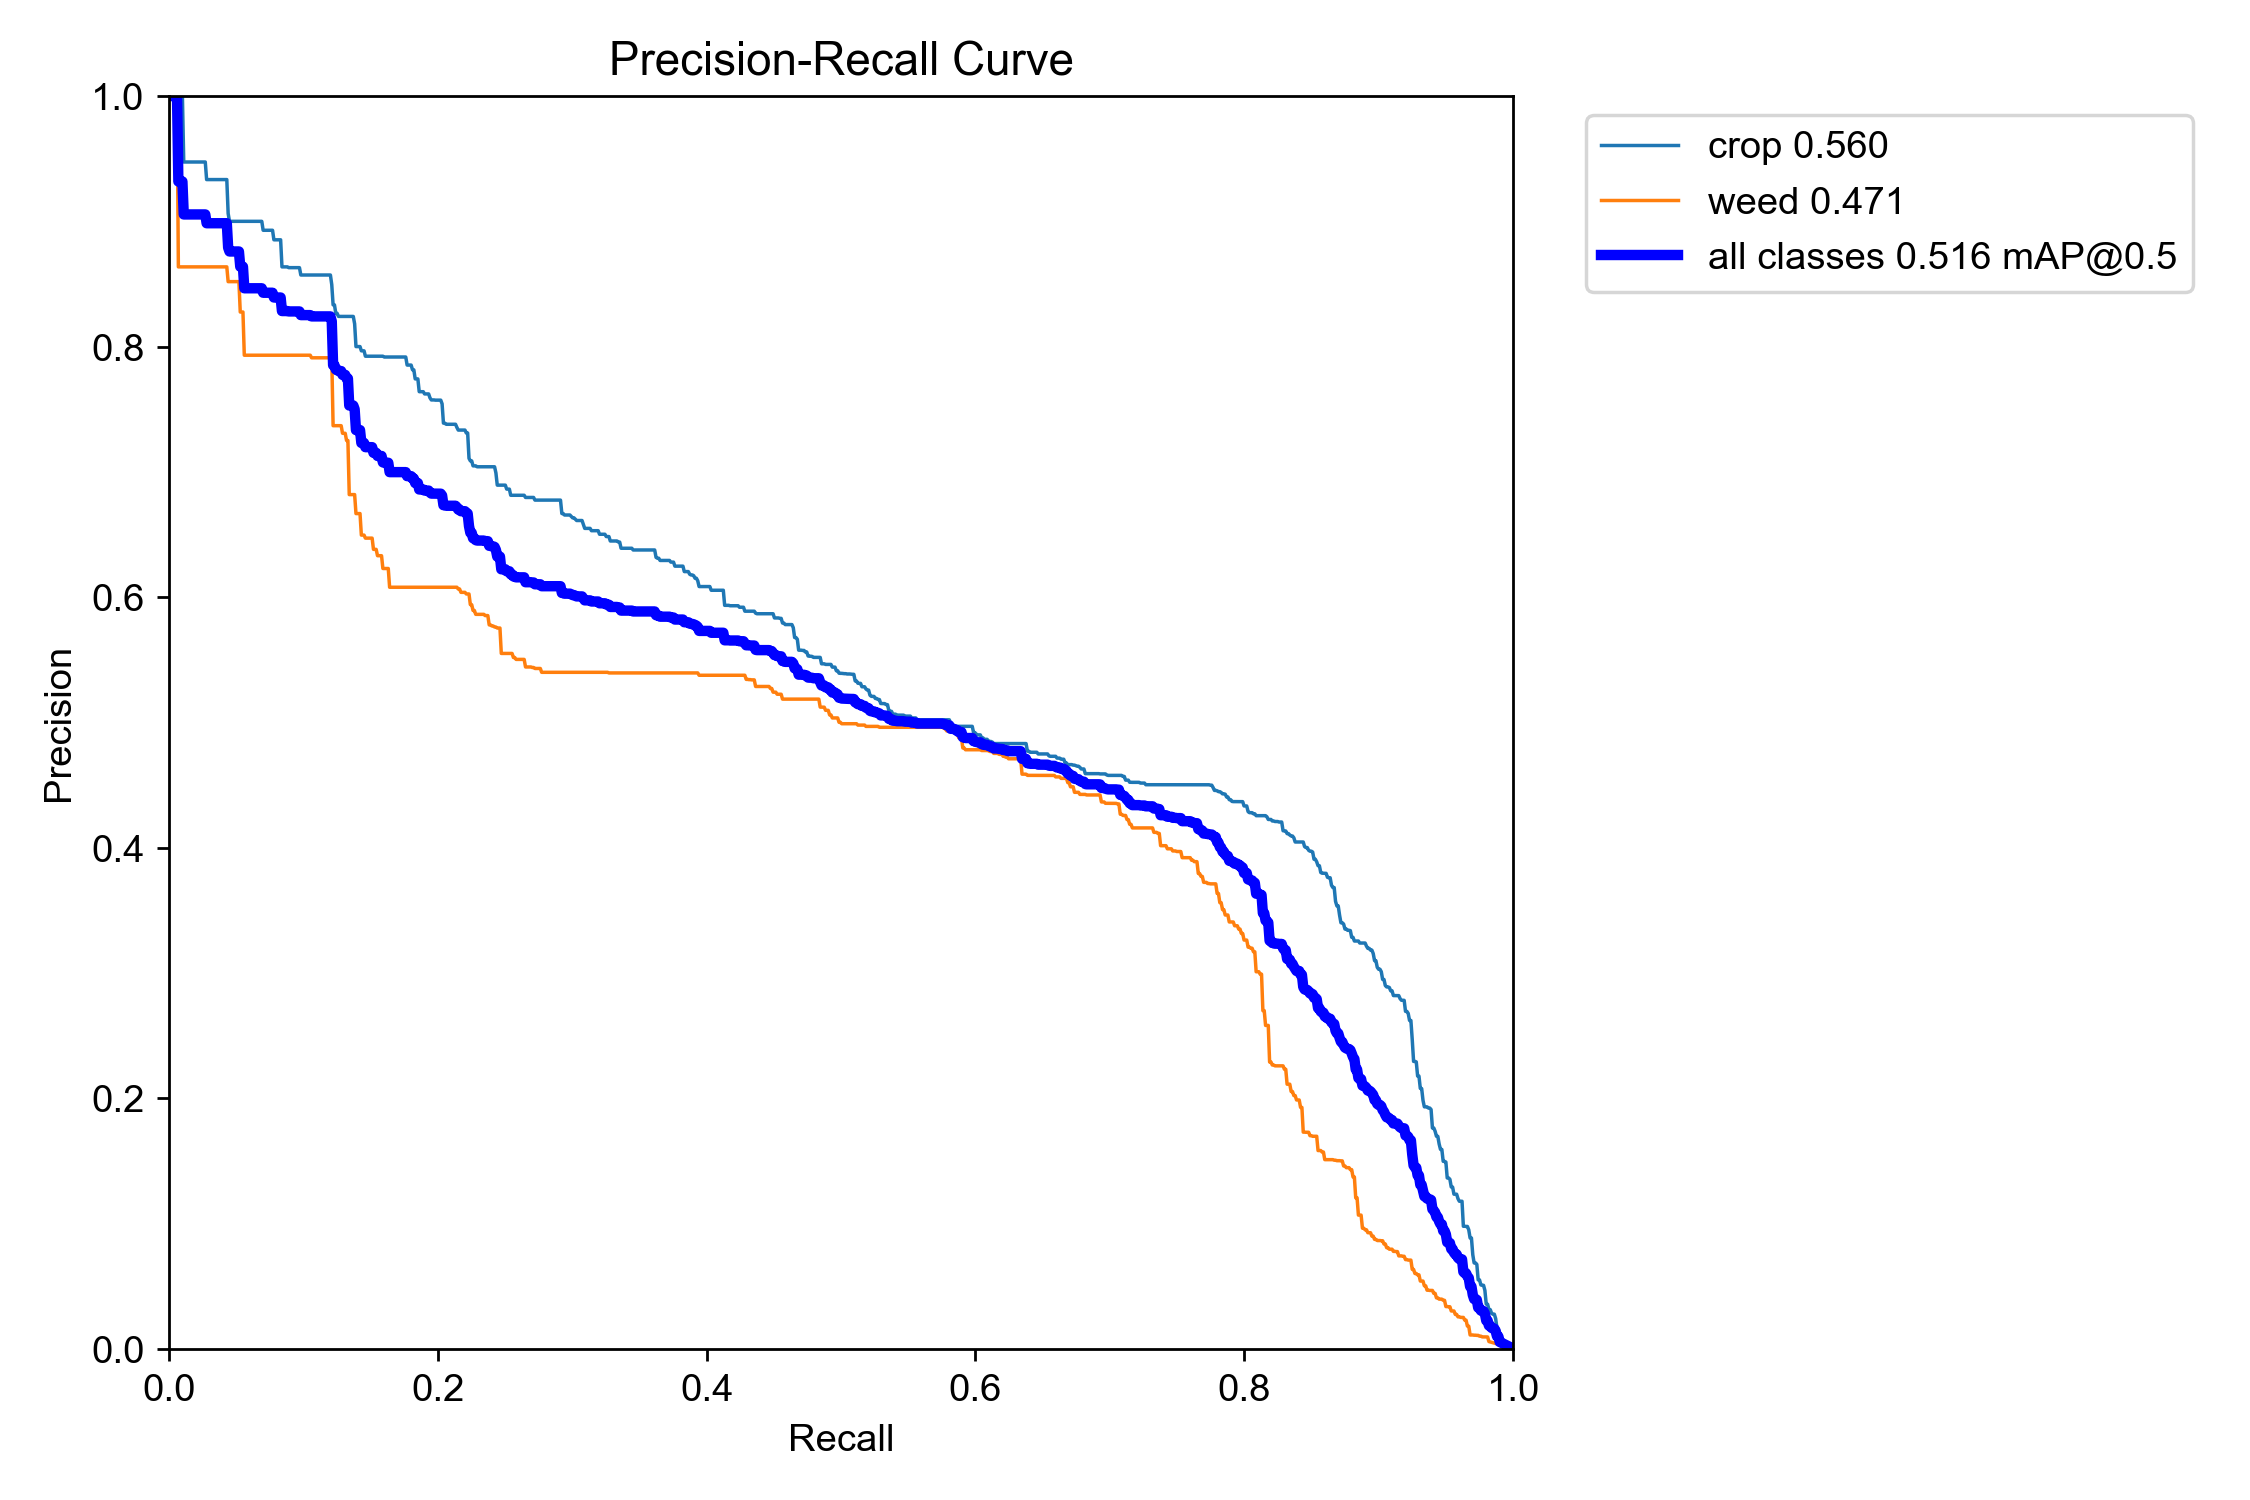 Precision-Recall Curve
1.0
0.8
0.6
0.4
0.2
0.0
Precision
0.0 0.2 0.4 0.6 0.8 1.0
Recall
crop 0.560
weed 0.471
all classes 0.516 mAP@0.5